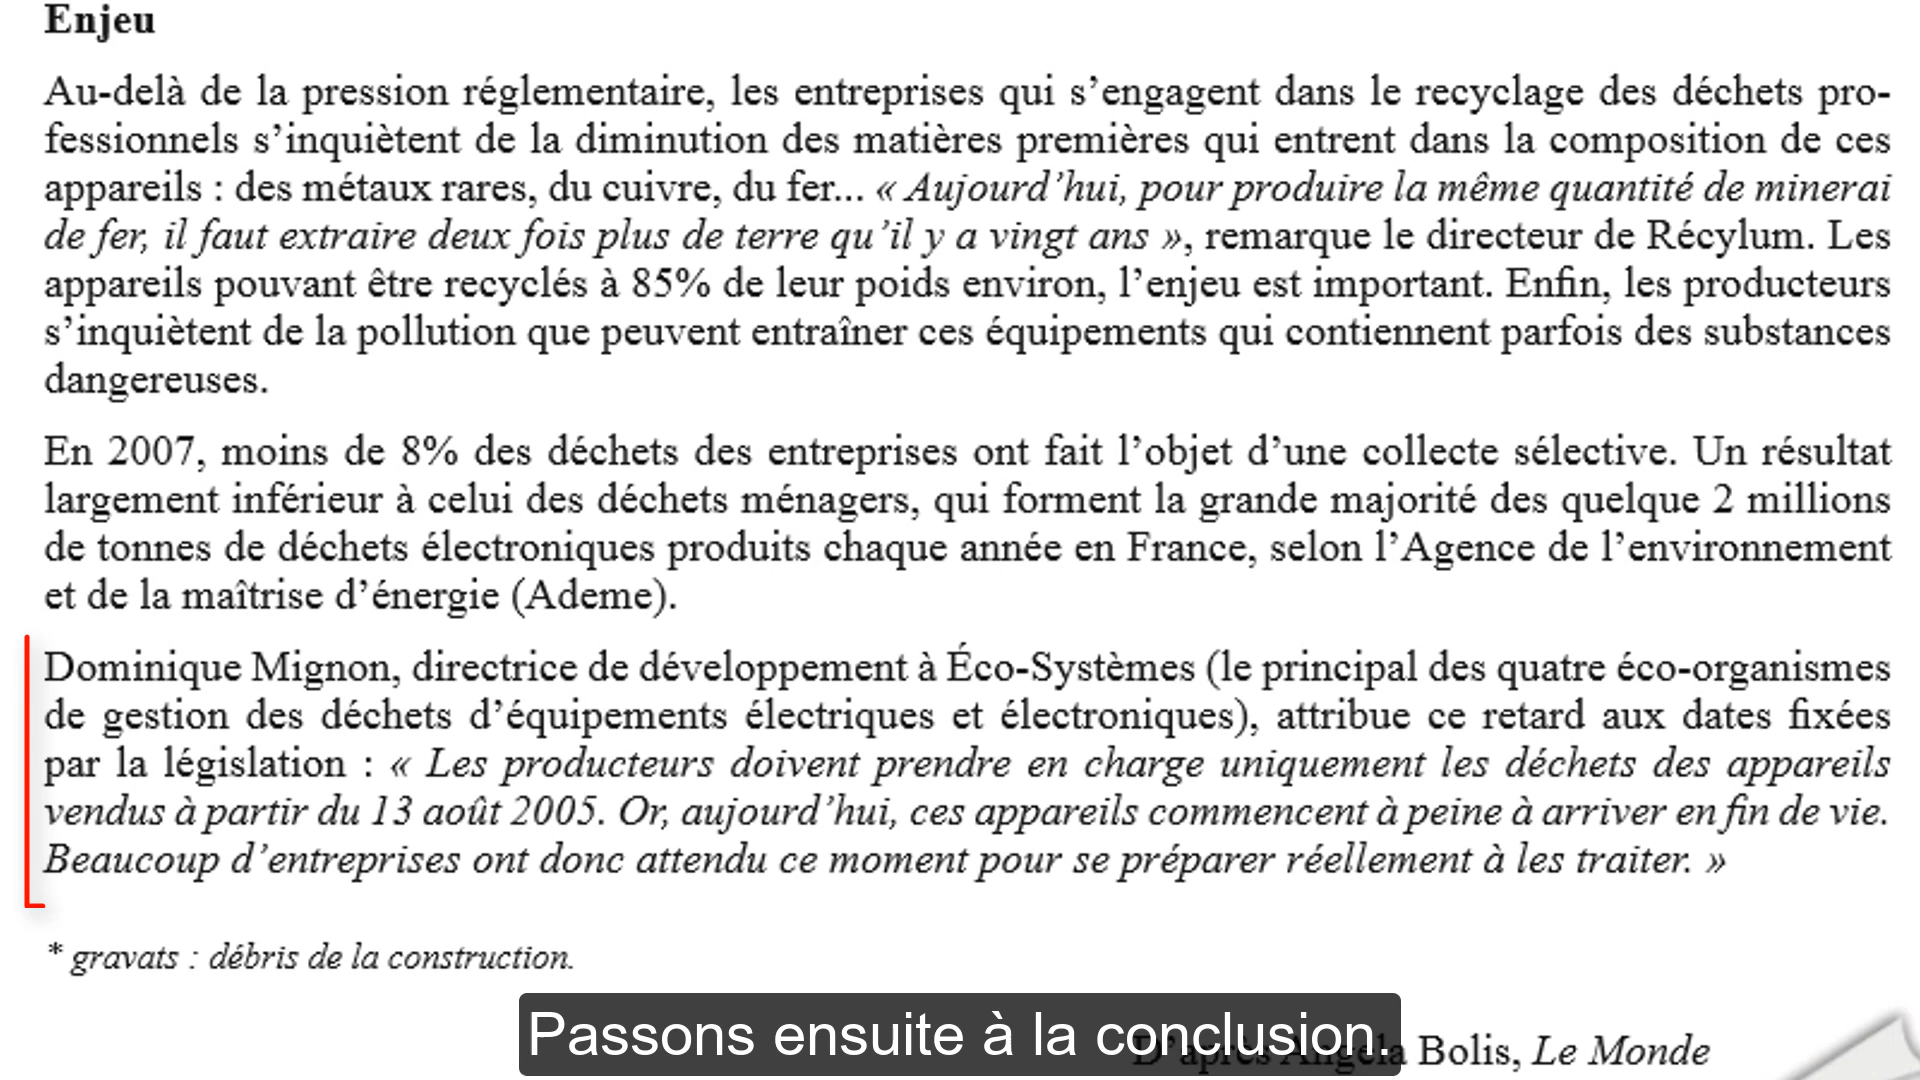 Enjeu
Au-delà de la pression réglementaire, les entreprises qui s’engagent dans le recyclage des déchets pro-
fessionnels s’inquiètent de la diminution des matières premières qui entrent dans la composition de ces
appareils : des métaux rares, du cuivre, du fer... « Aujourd’hui, pour produire la même quantité de minerai
de fer, il faut extraire deux fois plus de terre qu’il y a vingt ans », remarque le directeur de Récylum. Les
appareils pouvant être recyclés à 85% de leur poids environ, l’enjeu est important. Enfin, les producteurs
s’inquiètent de la pollution que peuvent entraîner ces équipements qui contiennent parfois des substances
dangereuses.
En 2007, moins de 8% des déchets des entreprises ont fait l’objet d’une collecte sélective. Un résultat
largement inférieur à celui des déchets ménagers, qui forment la grande majorité des quelque 2 millions
de tonnes de déchets électroniques produits chaque année en France, selon l’Agence de l’environnement
et de la maîtrise d’énergie (Ademe).
Dominique Mignon, directrice de développement à Éco-Systèmes (le principal des quatre éco-organismes
de gestion des déchets d’équipements électriques et électroniques), attribue ce retard aux dates fixées
par la législation : « Les producteurs doivent prendre en charge uniquement les déchets des appareils
vendus à partir du 13 août 2005. Or, aujourd’hui, ces appareils commencent à peine à arriver en fin de vie.
Beaucoup d’entreprises ont donc attendu ce moment pour se préparer réellement à les traiter. »
* gravats : débris de la construction.
Passons ensuite à la conclusion.
D’après Angela Bolis, Le Monde